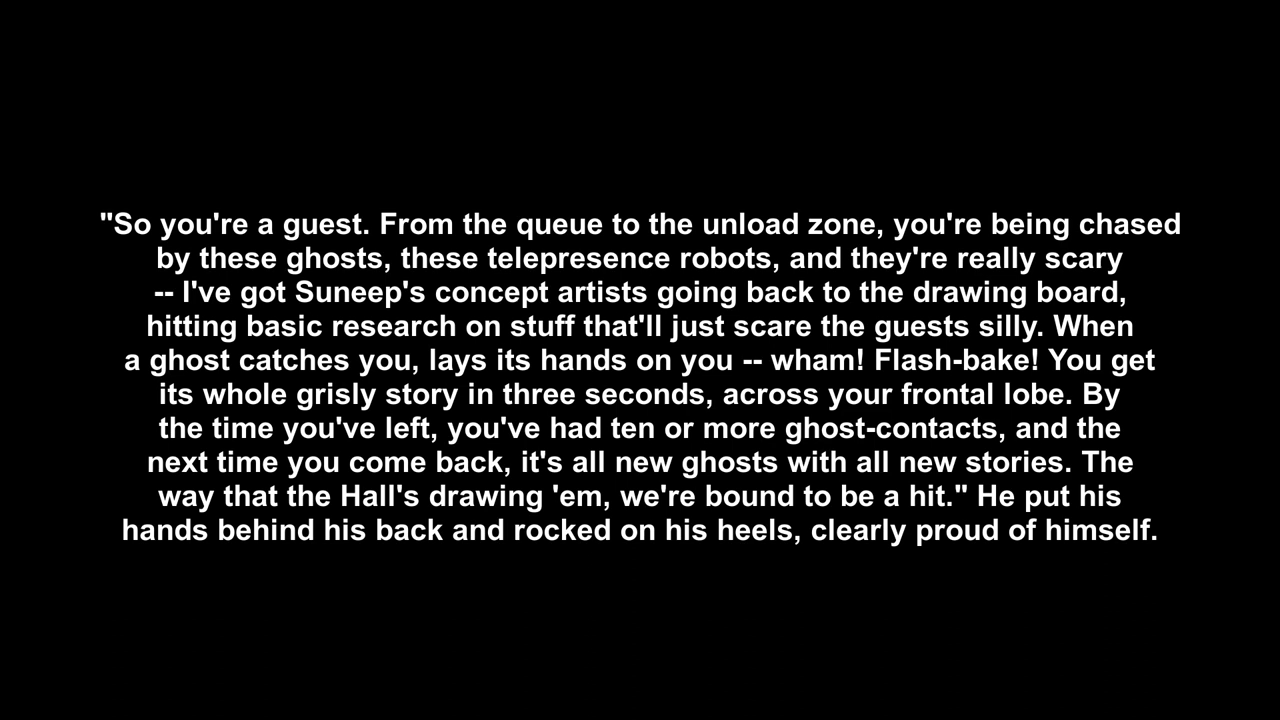 "So you're a guest. From the queue to the unload zone, you're being chased
by these ghosts, these telepresence robots, and they're really scary
-- I've got Suneep's concept artists going back to the drawing board,
hitting basic research on stuff that'll just scare the guests silly. When
a ghost catches you, lays its hands on you -- wham! Flash-bake! You get
its whole grisly story in three seconds, across your frontal lobe. By
the time you've left, you've had ten or more ghost-contacts, and the
next time you come back, it's all new ghosts with all new stories. The
way that the Hall's drawing 'em, we're bound to be a hit." He put his
hands behind his back and rocked on his heels, clearly proud of himself.